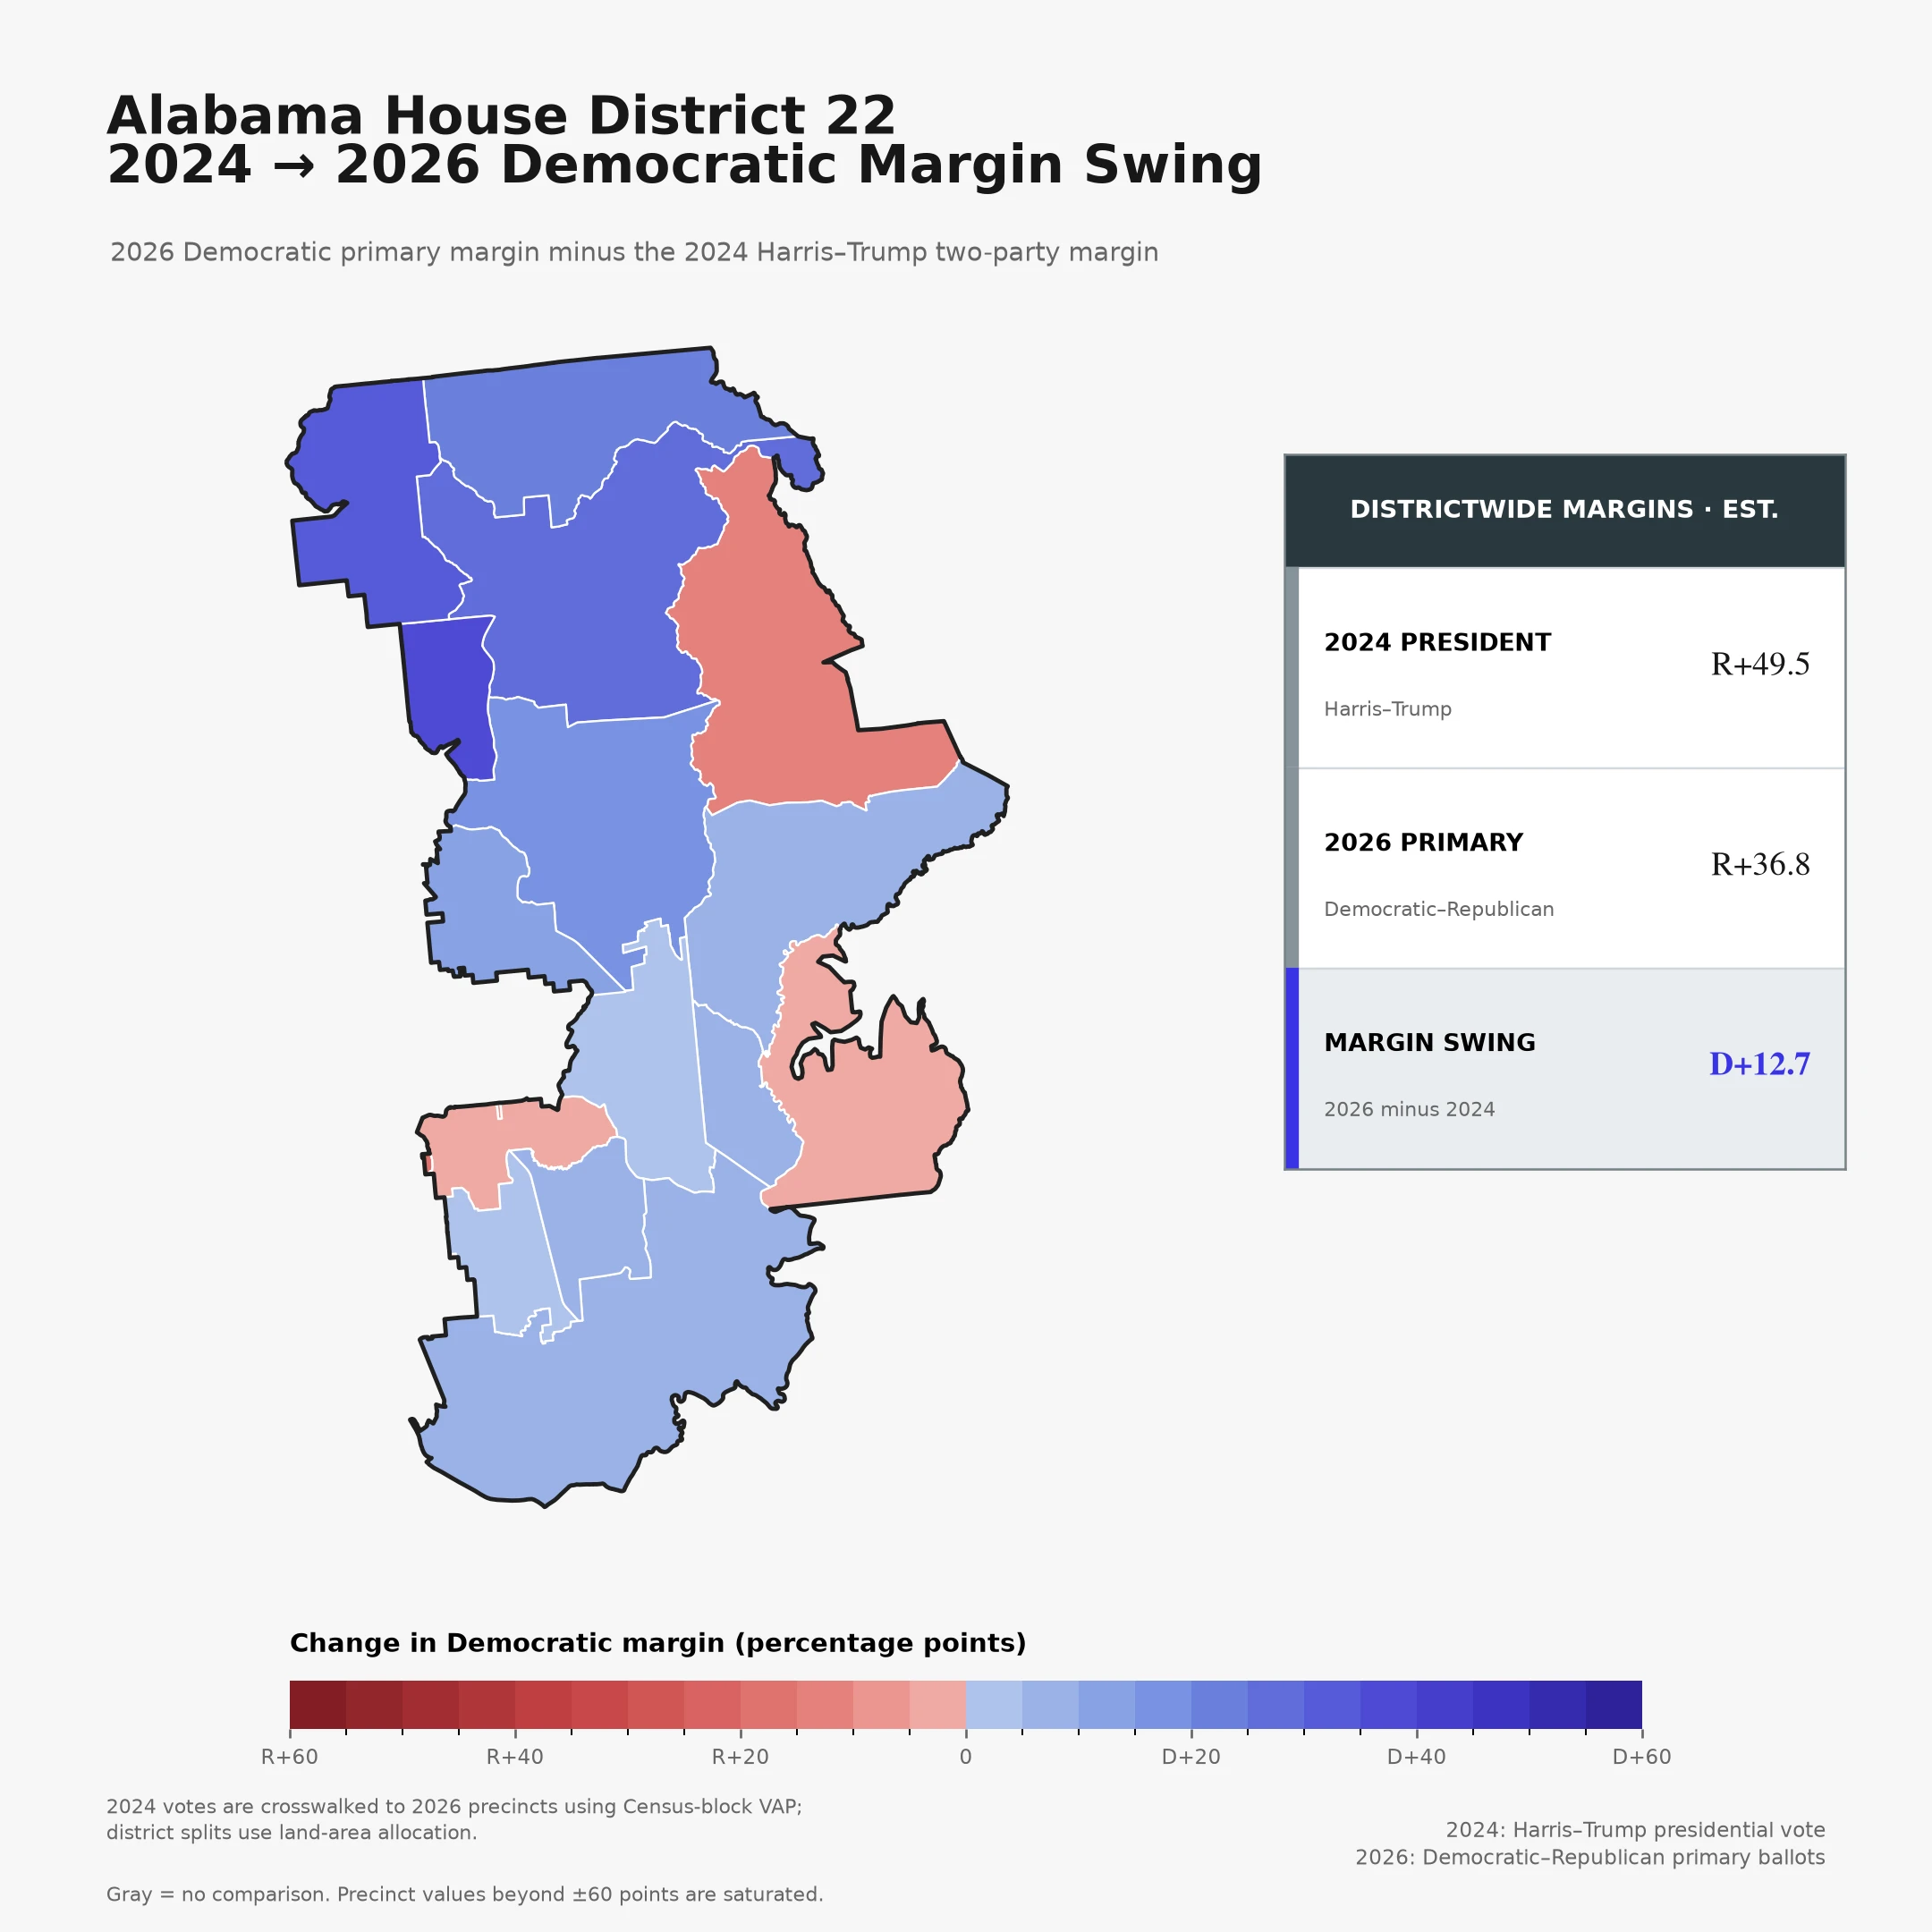 Alabama House District 22
2024 → 2026 Democratic Margin Swing
2026 Democratic primary margin minus the 2024 Harris–Trump two-party margin
DISTRICTWIDE MARGINS · EST.
2024 PRESIDENT
R+49.5
Harris–Trump
2026 PRIMARY
R+36.8
Democratic–Republican
MARGIN SWING
D+12.7
2026 minus 2024
Change in Democratic margin (percentage points)
R+60 R+40 R+20 0 D+20 D+40 D+60
2024 votes are crosswalked to 2026 precincts using Census-block VAP;
district splits use land-area allocation.
Gray = no comparison. Precinct values beyond ±60 points are saturated.
2024: Harris–Trump presidential vote
2026: Democratic–Republican primary ballots